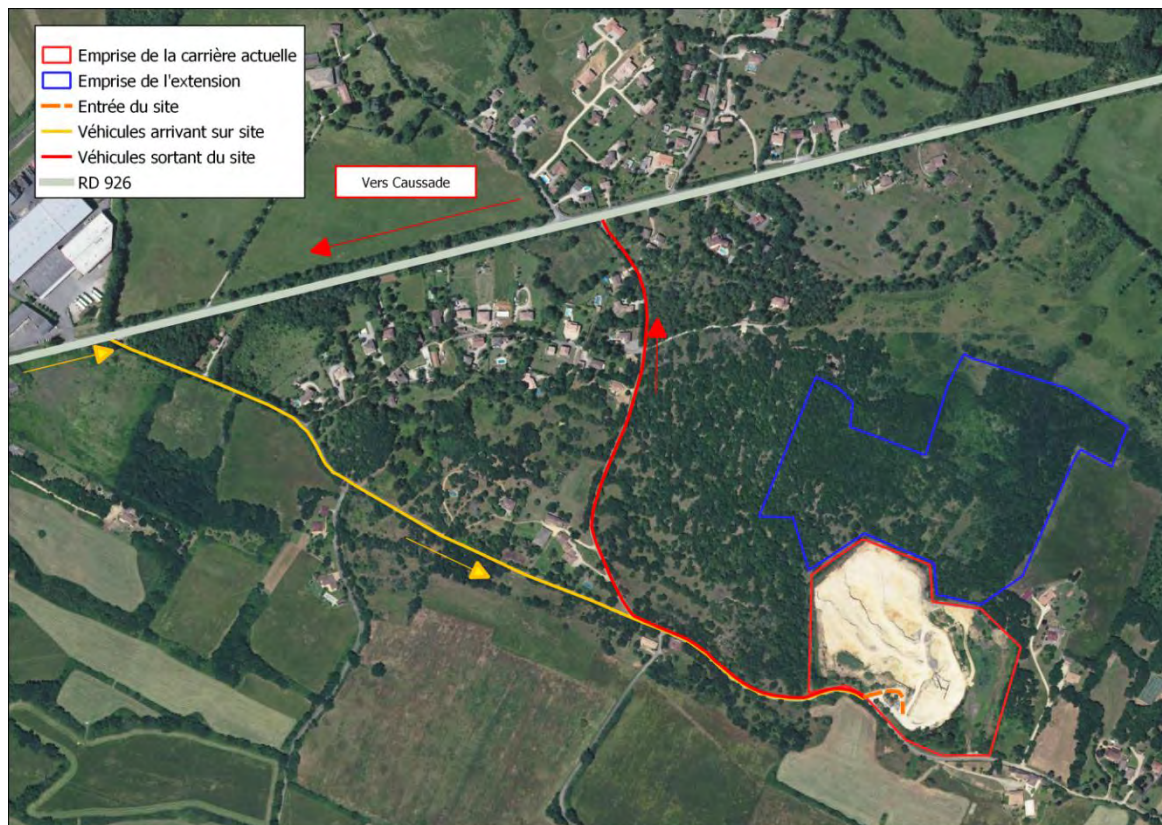 Emprise de la carrière actuelle
Emprise de l'extension
Entrée du site
Véhicules arrivant sur site
Véhicules sortant du site
RD 926
Vers Caussade